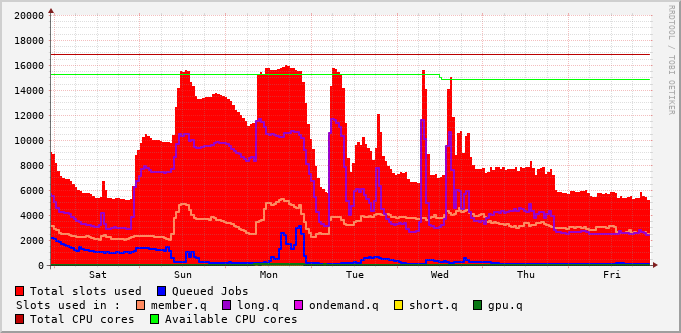 20000
18000
16000
14000
12000
10000
8000
6000
4000
2000
0
Sat Sun Mon Tue Wed Thu Fri
RRDTOOL / TOBI OETIKER
Total slots used Queued Jobs
Slots used in : member.q long.q ondemand.q short.q gpu.q
Total CPU cores Available CPU cores